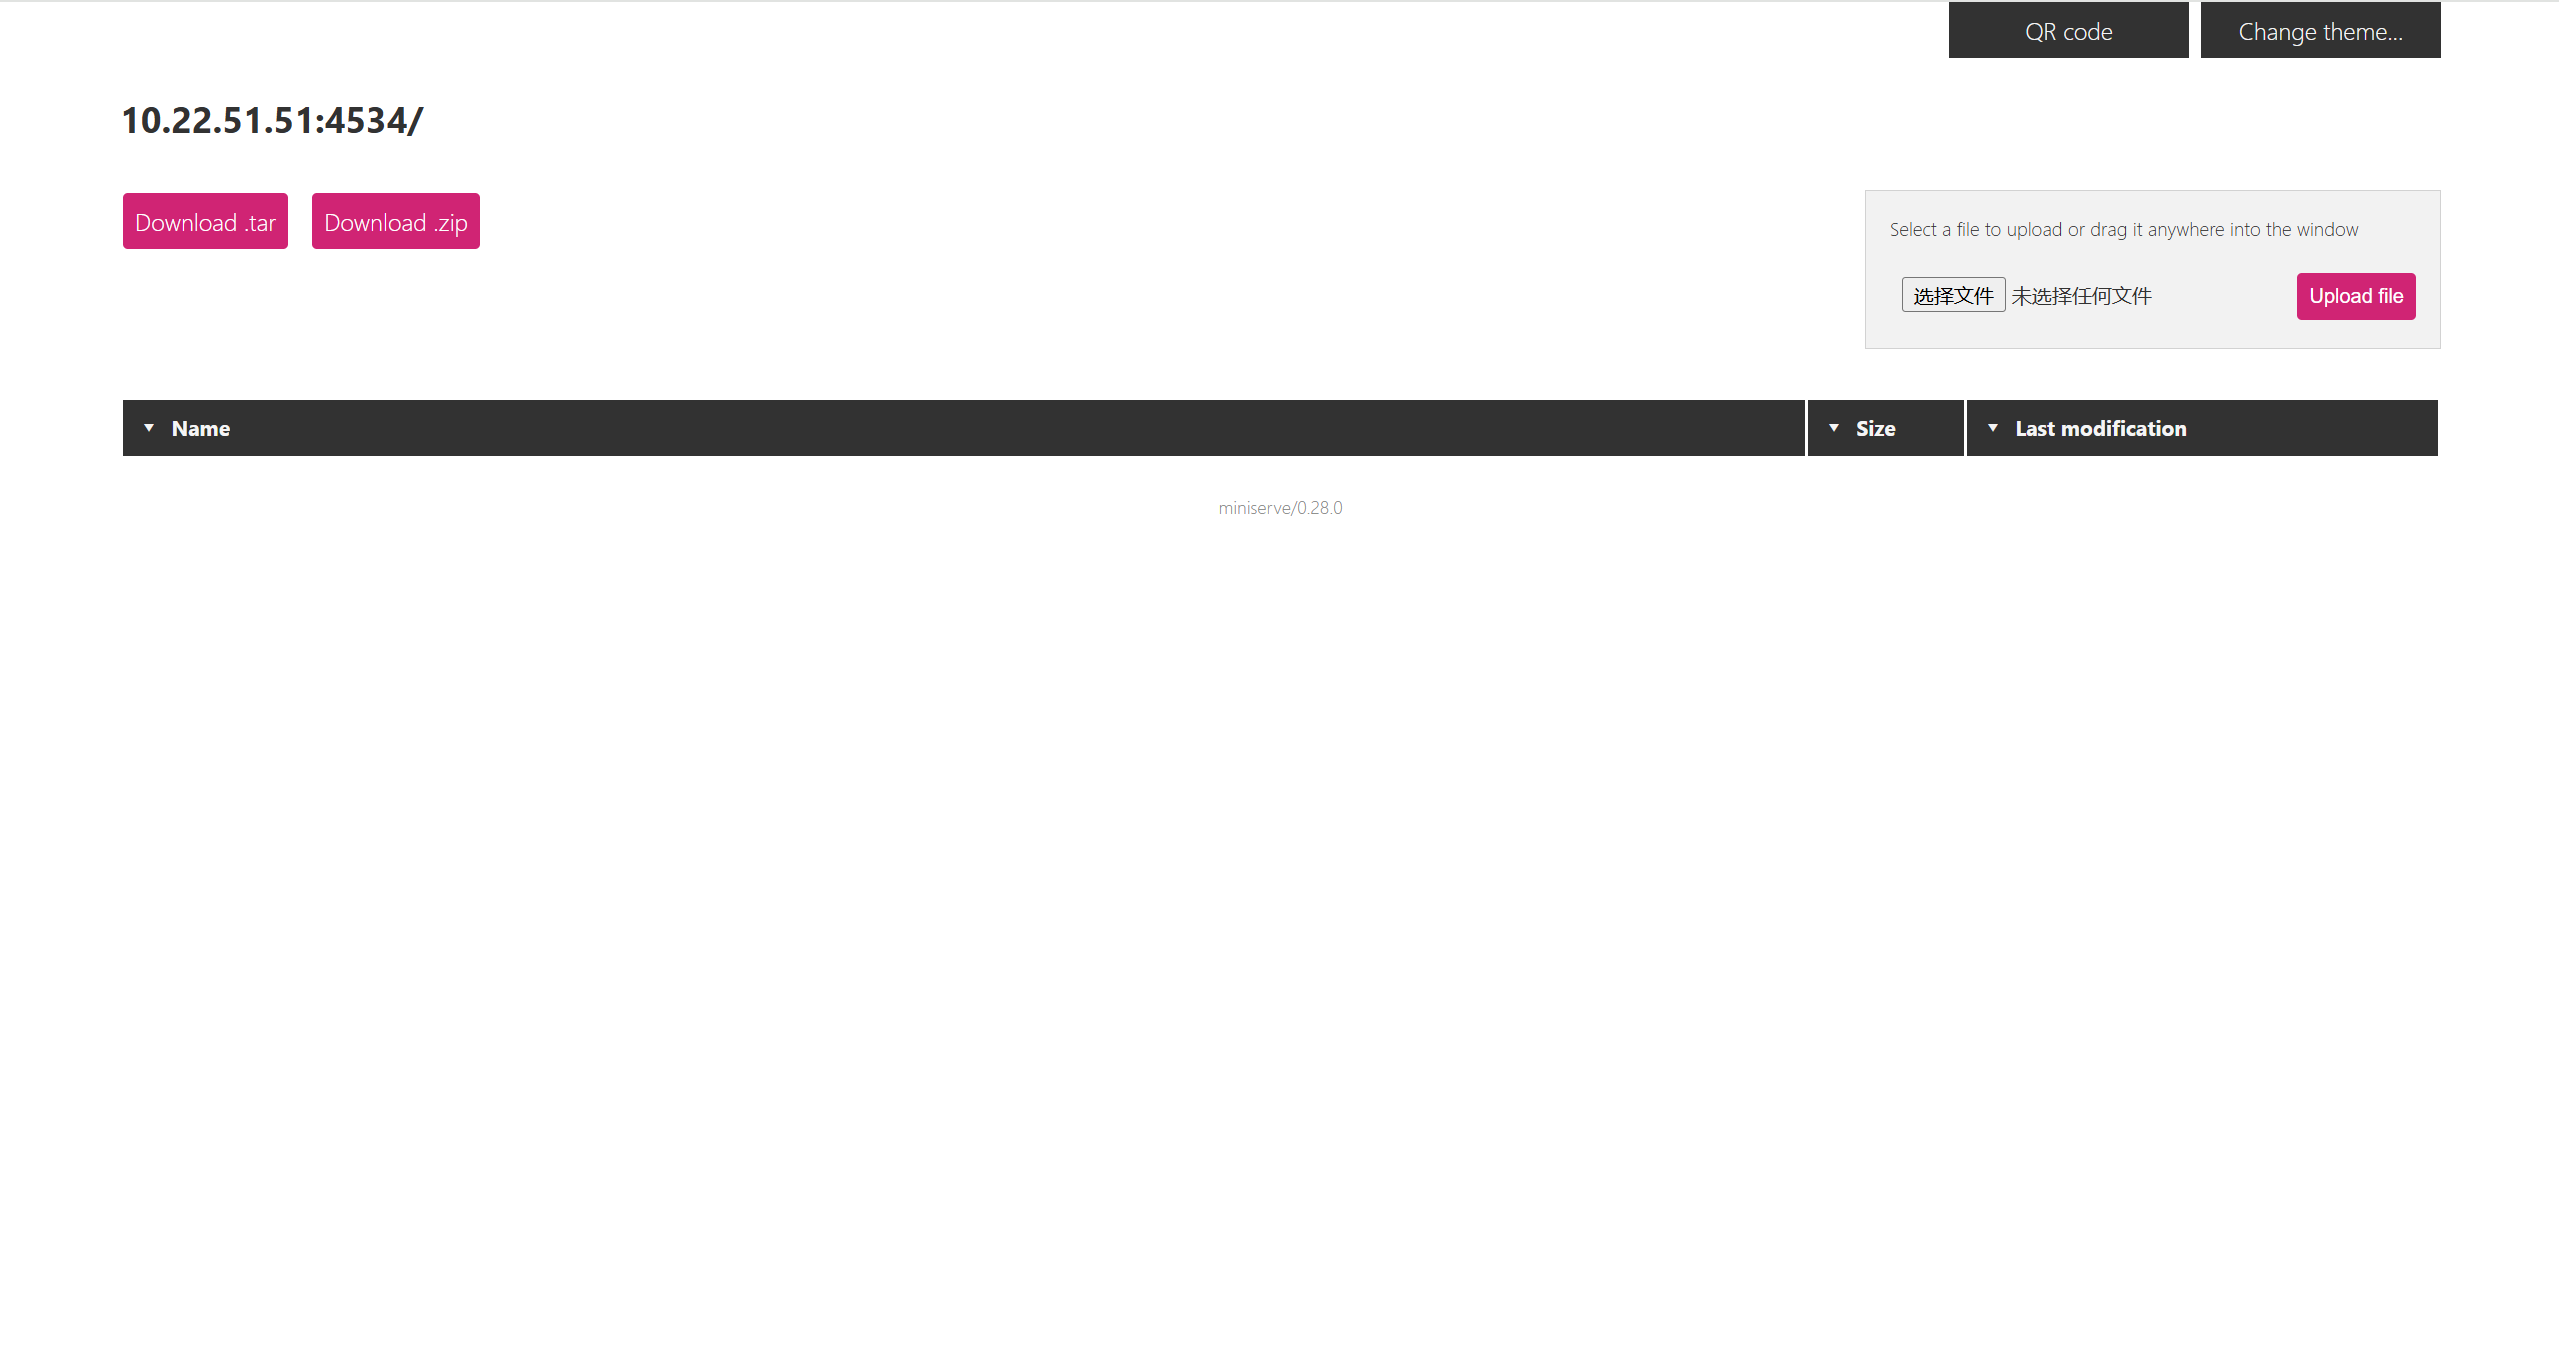 QR code
Change theme...
10.22.51.51:4534/
Download .tar
Download .zip
Select a file to upload or drag it anywhere into the window
选择文件 未选择任何文件
Upload file
Name
Size
Last modification
miniserve/0.28.0